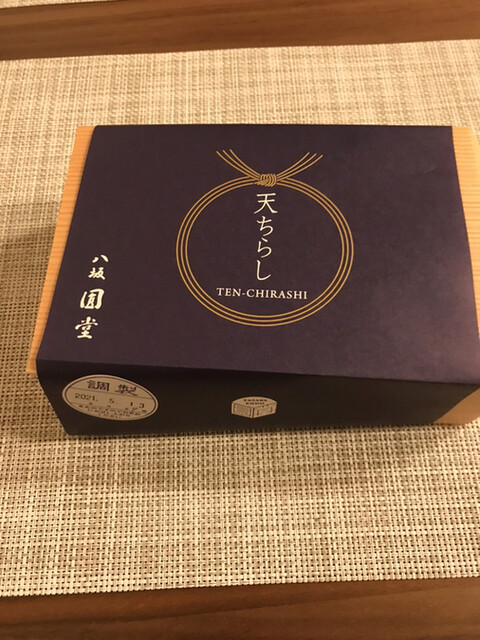 天ちらし
TEN-CHIRASHI
八坂 圓堂
調製
2021. 5. 13